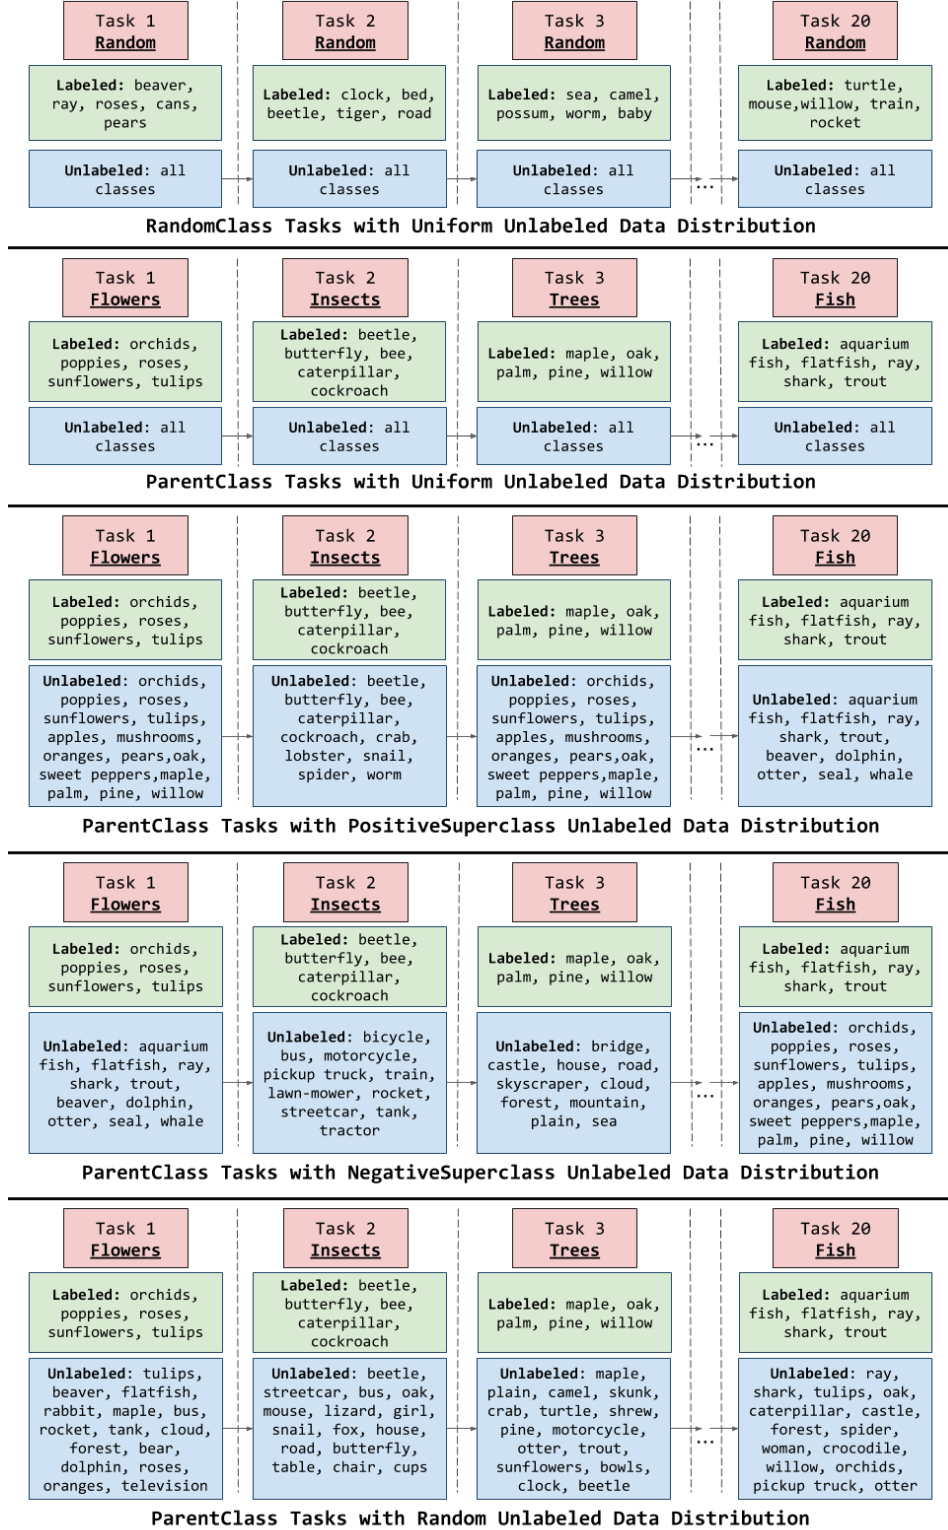 Task 1
Random
Labeled: beaver,
ray, roses, cans,
pears
Unlabeled: all
classes
Task 2
Random
Labeled: clock, bed,
beetle, tiger, road
Unlabeled: all
classes
Task 3
Random
Labeled: sea, camel,
possum, worm, baby
Unlabeled: all
classes
...
Task 20
Random
Labeled: turtle,
mouse,willow, train,
rocket
Unlabeled: all
classes
RandomClass Tasks with Uniform Unlabeled Data Distribution
Task 1
Flowers
Labeled: orchids,
poppies, roses,
sunflowers, tulips
Unlabeled: all
classes
Task 2
Insects
Labeled: beetle,
butterfly, bee,
caterpillar,
cockroach
Unlabeled: all
classes
Task 3
Trees
Labeled: maple, oak,
palm, pine, willow
Unlabeled: all
classes
...
Task 20
Fish
Labeled: aquarium
fish, flatfish, ray,
shark, trout
Unlabeled: all
classes
ParentClass Tasks with Uniform Unlabeled Data Distribution
Task 1
Flowers
Labeled: orchids,
poppies, roses,
sunflowers, tulips
Unlabeled: orchids,
poppies, roses,
sunflowers, tulips,
apples, mushrooms,
oranges, pears,oak,
sweet peppers,maple,
palm, pine, willow
Task 2
Insects
Labeled: beetle,
butterfly, bee,
caterpillar,
cockroach
Unlabeled: beetle,
butterfly, bee,
caterpillar,
cockroach, crab,
lobster, snail,
spider, worm
Task 3
Trees
Labeled: maple, oak,
palm, pine, willow
Unlabeled: orchids,
poppies, roses,
sunflowers, tulips,
apples, mushrooms,
oranges, pears,oak,
sweet peppers,maple,
palm, pine, willow
...
Task 20
Fish
Labeled: aquarium
fish, flatfish, ray,
shark, trout
Unlabeled: aquarium
fish, flatfish, ray,
shark, trout,
beaver, dolphin,
otter, seal, whale
ParentClass Tasks with PositiveSuperclass Unlabeled Data Distribution
Task 1
Flowers
Labeled: orchids,
poppies, roses,
sunflowers, tulips
Unlabeled: aquarium
fish, flatfish, ray,
shark, trout,
beaver, dolphin,
otter, seal, whale
Task 2
Insects
Labeled: beetle,
butterfly, bee,
caterpillar,
cockroach
Unlabeled: bicycle,
bus, motorcycle,
pickup truck, train,
lawn-mower, rocket,
streetcar, tank,
tractor
Task 3
Trees
Labeled: maple, oak,
palm, pine, willow
Unlabeled: bridge,
castle, house, road,
skyscraper, cloud,
forest, mountain,
plain, sea
...
Task 20
Fish
Labeled: aquarium
fish, flatfish, ray,
shark, trout
Unlabeled: orchids,
poppies, roses,
sunflowers, tulips,
apples, mushrooms,
oranges, pears,oak,
sweet peppers,maple,
palm, pine, willow
ParentClass Tasks with NegativeSuperclass Unlabeled Data Distribution
Task 1
Flowers
Labeled: orchids,
poppies, roses,
sunflowers, tulips
Unlabeled: tulips,
beaver, flatfish,
rabbit, maple, bus,
rocket, tank, cloud,
forest, bear,
dolphin, roses,
oranges, television
Task 2
Insects
Labeled: beetle,
butterfly, bee,
caterpillar,
cockroach
Unlabeled: beetle,
streetcar, bus, oak,
mouse, lizard, girl,
snail, fox, house,
road, butterfly,
table, chair, cups
Task 3
Trees
Labeled: maple, oak,
palm, pine, willow
Unlabeled: maple,
plain, camel, skunk,
crab, turtle, shrew,
pine, motorcycle,
otter, trout,
sunflowers, bowls,
clock, beetle
...
Task 20
Fish
Labeled: aquarium
fish, flatfish, ray,
shark, trout
Unlabeled: ray,
shark, tulips, oak,
caterpillar, castle,
forest, spider,
woman, crocodile,
willow, orchids,
pickup truck, otter
ParentClass Tasks with Random Unlabeled Data Distribution